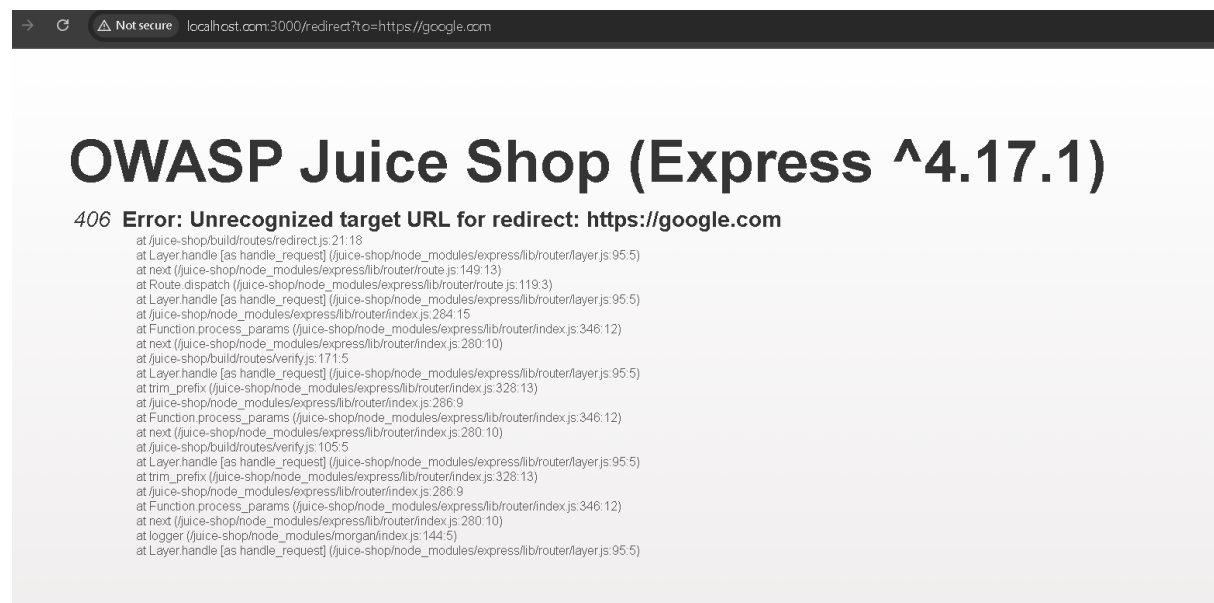 Not secure localhost.com:3000/redirect?to=https://google.com
OWASP Juice Shop (Express ^4.17.1)
406 Error: Unrecognized target URL for redirect: https://google.com
at /juice-shop/build/routes/redirect.js:21:18
at Layer.handle [as handle_request] (/juice-shop/node_modules/express/lib/router/layer.js:95:5)
at next (/juice-shop/node_modules/express/lib/router/route.js:149:13)
at Route.dispatch (/juice-shop/node_modules/express/lib/router/route.js:119:3)
at Layer.handle [as handle_request] (/juice-shop/node_modules/express/lib/router/layer.js:95:5)
at /juice-shop/node_modules/express/lib/router/index.js:284:15
at Function.process_params (/juice-shop/node_modules/express/lib/router/index.js:346:12)
at next (/juice-shop/node_modules/express/lib/router/index.js:280:10)
at /juice-shop/build/routes/verify.js:171:5
at Layer.handle [as handle_request] (/juice-shop/node_modules/express/lib/router/layer.js:95:5)
at trim_prefix (/juice-shop/node_modules/express/lib/router/index.js:328:13)
at /juice-shop/node_modules/express/lib/router/index.js:286:9
at Function.process_params (/juice-shop/node_modules/express/lib/router/index.js:346:12)
at next (/juice-shop/node_modules/express/lib/router/index.js:280:10)
at /juice-shop/build/routes/verify.js:105:5
at Layer.handle [as handle_request] (/juice-shop/node_modules/express/lib/router/layer.js:95:5)
at trim_prefix (/juice-shop/node_modules/express/lib/router/index.js:328:13)
at /juice-shop/node_modules/express/lib/router/index.js:286:9
at Function.process_params (/juice-shop/node_modules/express/lib/router/index.js:346:12)
at next (/juice-shop/node_modules/express/lib/router/index.js:280:10)
at logger (/juice-shop/node_modules/morgan/index.js:144:5)
at Layer.handle [as handle_request] (/juice-shop/node_modules/express/lib/router/layer.js:95:5)